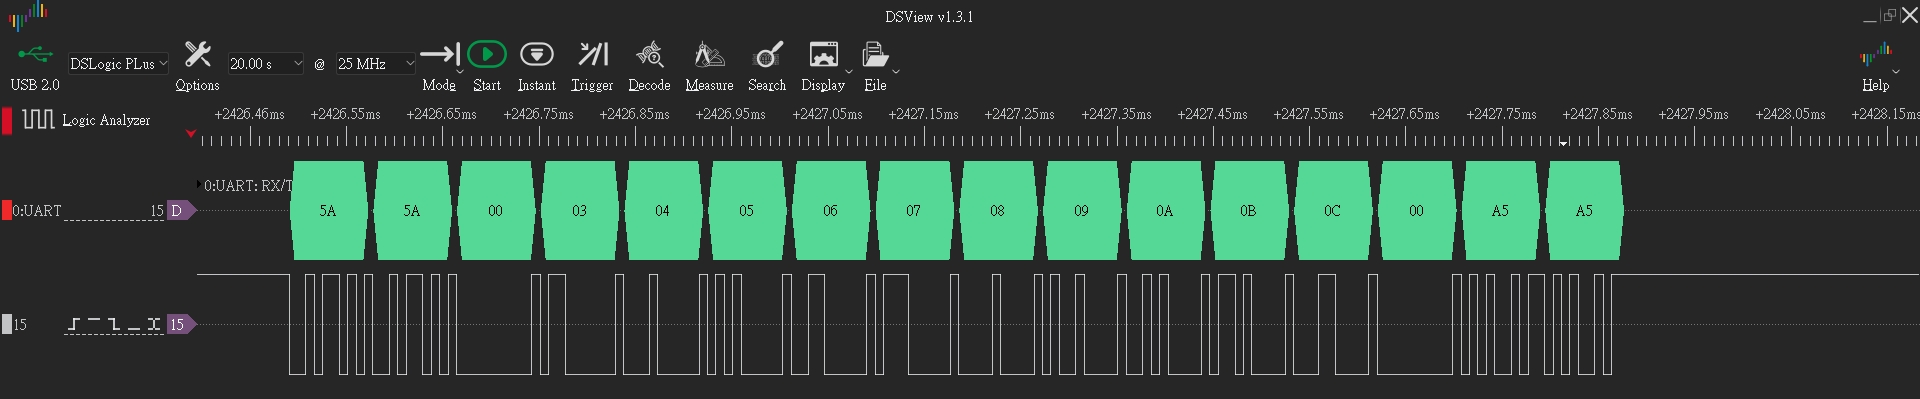 DSView v1.3.1
USB 2.0
DSLogic PLus
Options
20.00 s @ 25 MHz
Mode Start Instant Trigger Decode Measure Search Display File Help
Logic Analyzer
+2426.46ms +2426.55ms +2426.65ms +2426.75ms +2426.85ms +2426.95ms +2427.05ms +2427.15ms +2427.25ms +2427.35ms +2427.45ms +2427.55ms +2427.65ms +2427.75ms +2427.85ms +2427.95ms +2428.05ms +2428.15ms
0:UART: RX/T
0:UART 15 D 5A 5A 00 03 04 05 06 07 08 09 0A 0B 0C 00 A5 A5
15 15